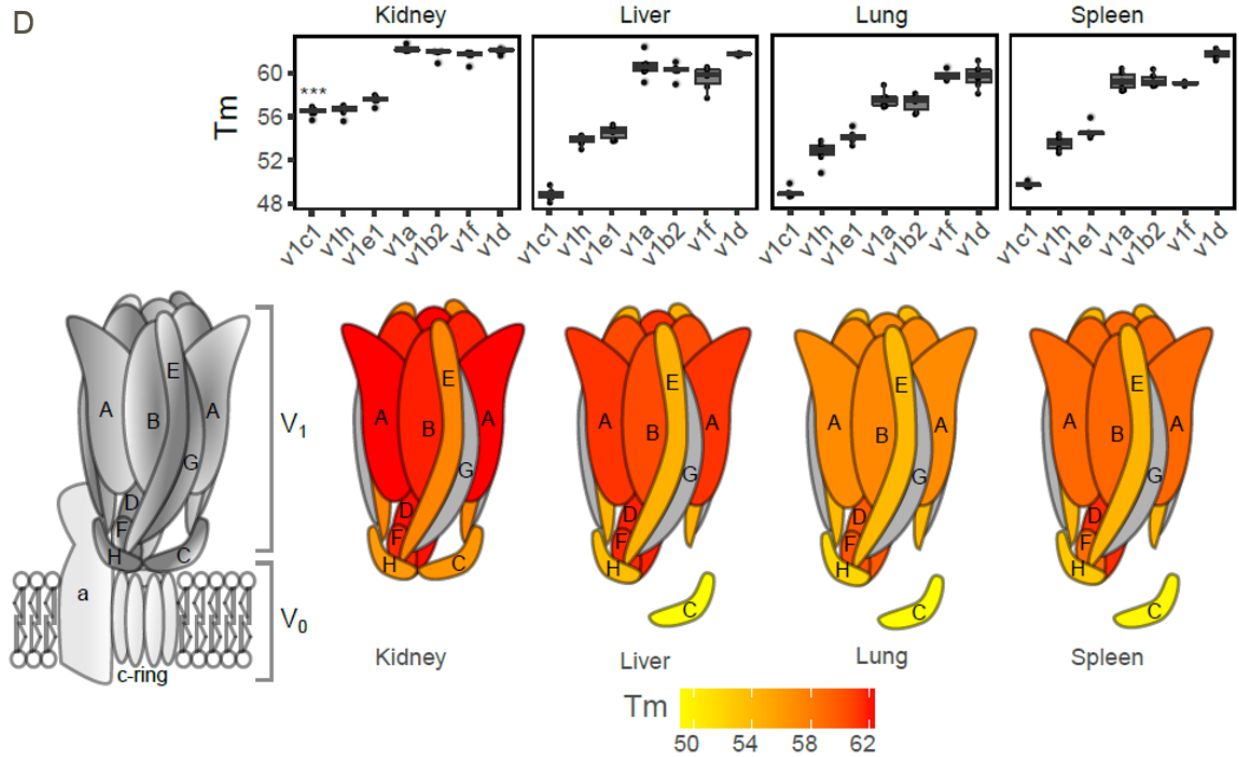 D
Kidney Liver Lung Spleen
Tm
60
56
52
48
***
v1c1 v1h v1e1 v1a v1b2 v1f v1d
v1c1 v1h v1e1 v1a v1b2 v1f v1d
v1c1 v1h v1e1 v1a v1b2 v1f v1d
v1c1 v1h v1e1 v1a v1b2 v1f v1d
A B E A G D F H C a c-ring
V1
V0
A B E A G D F H C
A B E A G D F H C
A B E A G D F H C
A B E A G D F H C
Kidney Liver Lung Spleen
Tm
50 54 58 62